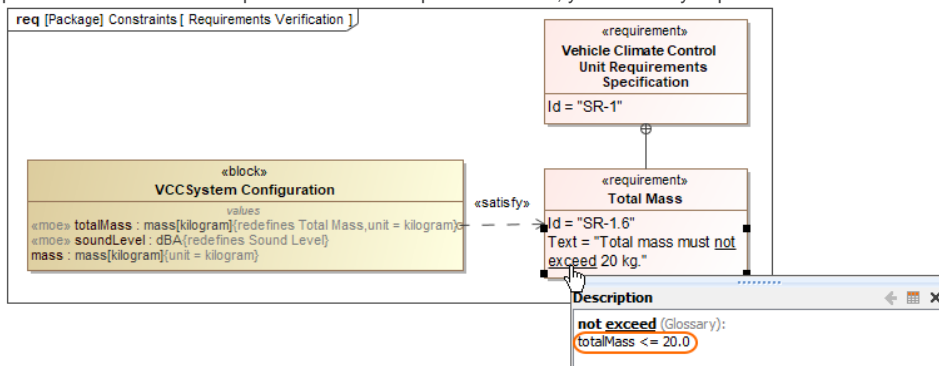 req [Package] Constraints [ Requirements Verification ]
«requirement»
Vehicle Climate Control
Unit Requirements
Specification
Id = "SR-1"
«block»
VCCSystem Configuration
values
«moe» totalMass : mass[kilogram]{redefines Total Mass,unit = kilogram}
«moe» soundLevel : dBA{redefines Sound Level}
mass : mass[kilogram]{unit = kilogram}
«satisfy»
«requirement»
Total Mass
Id = "SR-1.6"
Text = "Total mass must not
exceed 20 kg."
Description
not exceed (Glossary):
totalMass <= 20.0